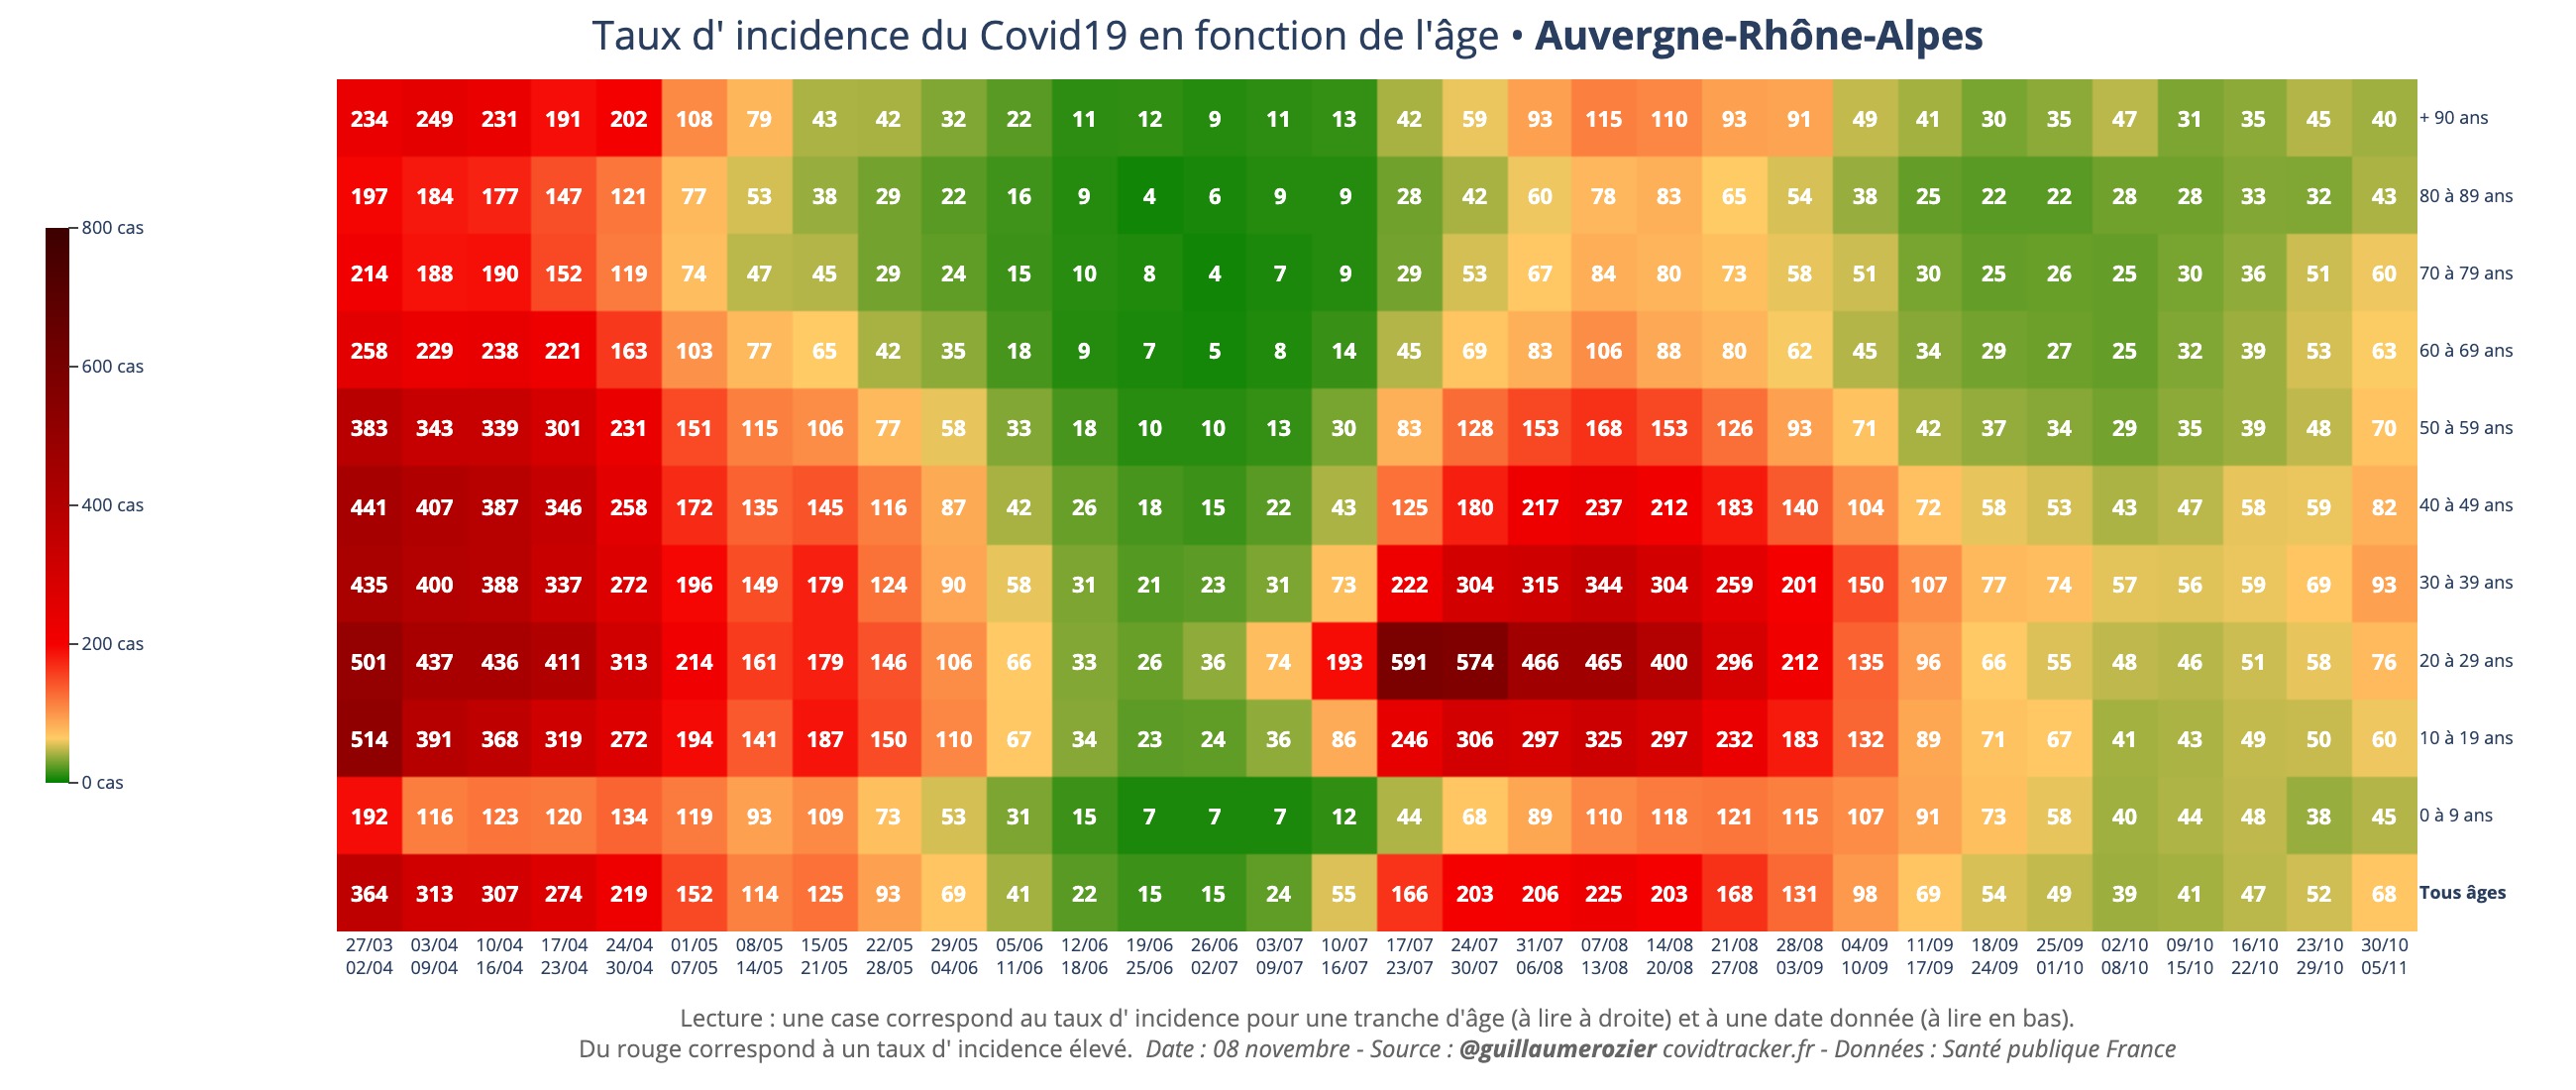 Taux d' incidence du Covid19 en fonction de l'âge • Auvergne-Rhône-Alpes
800 cas
600 cas
400 cas
200 cas
0 cas
234 249 231 191 202 108 79 43 42 32 22 11 12 9 11 13 42 59 93 115 110 93 91 49 41 30 35 47 31 35 45 40 + 90 ans
197 184 177 147 121 77 53 38 29 22 16 9 4 6 9 9 28 42 60 78 83 65 54 38 25 22 22 28 28 33 32 43 80 à 89 ans
214 188 190 152 119 74 47 45 29 24 15 10 8 4 7 9 29 53 67 84 80 73 58 51 30 25 26 25 30 36 51 60 70 à 79 ans
258 229 238 221 163 103 77 65 42 35 18 9 7 5 8 14 45 69 83 106 88 80 62 45 34 29 27 25 32 39 53 63 60 à 69 ans
383 343 339 301 231 151 115 106 77 58 33 18 10 10 13 30 83 128 153 168 153 126 93 71 42 37 34 29 35 39 48 70 50 à 59 ans
441 407 387 346 258 172 135 145 116 87 42 26 18 15 22 43 125 180 217 237 212 183 140 104 72 58 53 43 47 58 59 82 40 à 49 ans
435 400 388 337 272 196 149 179 124 90 58 31 21 23 31 73 222 304 315 344 304 259 201 150 107 77 74 57 56 59 69 93 30 à 39 ans
501 437 436 411 313 214 161 179 146 106 66 33 26 36 74 193 591 574 466 465 400 296 212 135 96 66 55 48 46 51 58 76 20 à 29 ans
514 391 368 319 272 194 141 187 150 110 67 34 23 24 36 86 246 306 297 325 297 232 183 132 89 71 67 41 43 49 50 60 10 à 19 ans
192 116 123 120 134 119 93 109 73 53 31 15 7 7 7 12 44 68 89 110 118 121 115 107 91 73 58 40 44 48 38 45 0 à 9 ans
364 313 307 274 219 152 114 125 93 69 41 22 15 15 24 55 166 203 206 225 203 168 131 98 69 54 49 39 41 47 52 68 Tous âges
27/03 03/04 10/04 17/04 24/04 01/05 08/05 15/05 22/05 29/05 05/06 12/06 19/06 26/06 03/07 10/07 17/07 24/07 31/07 07/08 14/08 21/08 28/08 04/09 11/09 18/09 25/09 02/10 09/10 16/10 23/10 30/10
02/04 09/04 16/04 23/04 30/04 07/05 14/05 21/05 28/05 04/06 11/06 18/06 25/06 02/07 09/07 16/07 23/07 30/07 06/08 13/08 20/08 27/08 03/09 10/09 17/09 24/09 01/10 08/10 15/10 22/10 29/10 05/11
Lecture : une case correspond au taux d' incidence pour une tranche d'âge (à lire à droite) et à une date donnée (à lire en bas).
Du rouge correspond à un taux d' incidence élevé. Date : 08 novembre - Source : @guillaumerozier covidtracker.fr - Données : Santé publique France